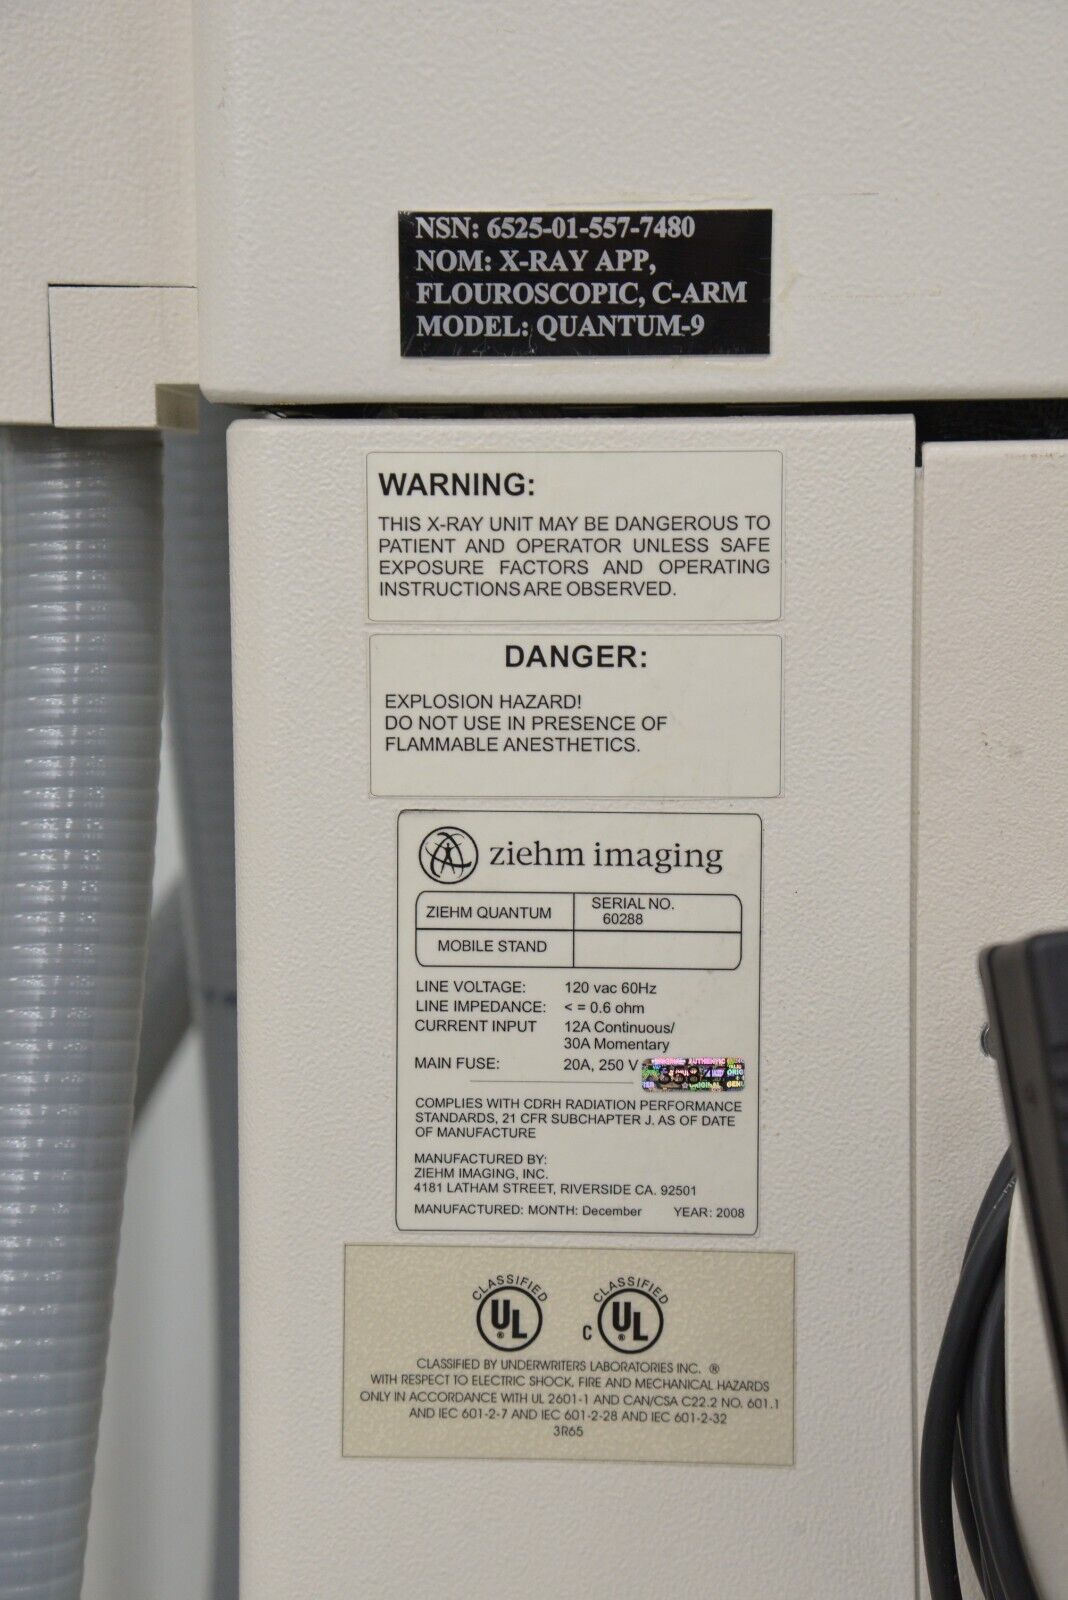 NSN: 6525-01-557-7480
NOM: X-RAY APP,
FLOUROSCOPIC, C-ARM
MODEL: QUANTUM-9
WARNING:
THIS X-RAY UNIT MAY BE DANGEROUS TO
PATIENT AND OPERATOR UNLESS SAFE
EXPOSURE FACTORS AND OPERATING
INSTRUCTIONS ARE OBSERVED.
DANGER:
EXPLOSION HAZARD!
DO NOT USE IN PRESENCE OF
FLAMMABLE ANESTHETICS.
ziehm imaging
ZIEHM QUANTUM SERIAL NO.
60288
MOBILE STAND
LINE VOLTAGE: 120 vac 60Hz
LINE IMPEDANCE: < = 0.6 ohm
CURRENT INPUT 12A Continuous/
30A Momentary
MAIN FUSE: 20A, 250 V
COMPLIES WITH CDRH RADIATION PERFORMANCE
STANDARDS, 21 CFR SUBCHAPTER J. AS OF DATE
OF MANUFACTURE
MANUFACTURED BY:
ZIEHM IMAGING, INC.
4181 LATHAM STREET, RIVERSIDE CA. 92501
MANUFACTURED: MONTH: December YEAR: 2008
CLASSIFIED CLASSIFIED
UL ® C UL ®
CLASSIFIED BY UNDERWRITERS LABORATORIES INC. ®
WITH RESPECT TO ELECTRIC SHOCK, FIRE AND MECHANICAL HAZARDS
ONLY IN ACCORDANCE WITH UL 2601-1 AND CAN/CSA C22.2 NO. 601.1
AND IEC 601-2-7 AND IEC 601-2-28 AND IEC 601-2-32
3R65